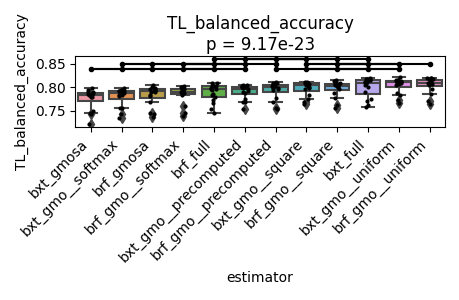 TL_balanced_accuracy
p = 9.17e-23
TL_balanced_accuracy
0.85
0.80
0.75
bxt_gmosa
bxt_gmo__softmax
brf_gmosa
brf_gmo__softmax
brf_full
bxt_gmo__precomputed
brf_gmo__precomputed
bxt_gmo__square
brf_gmo__square
bxt_full
bxt_gmo__uniform
brf_gmo__uniform
estimator